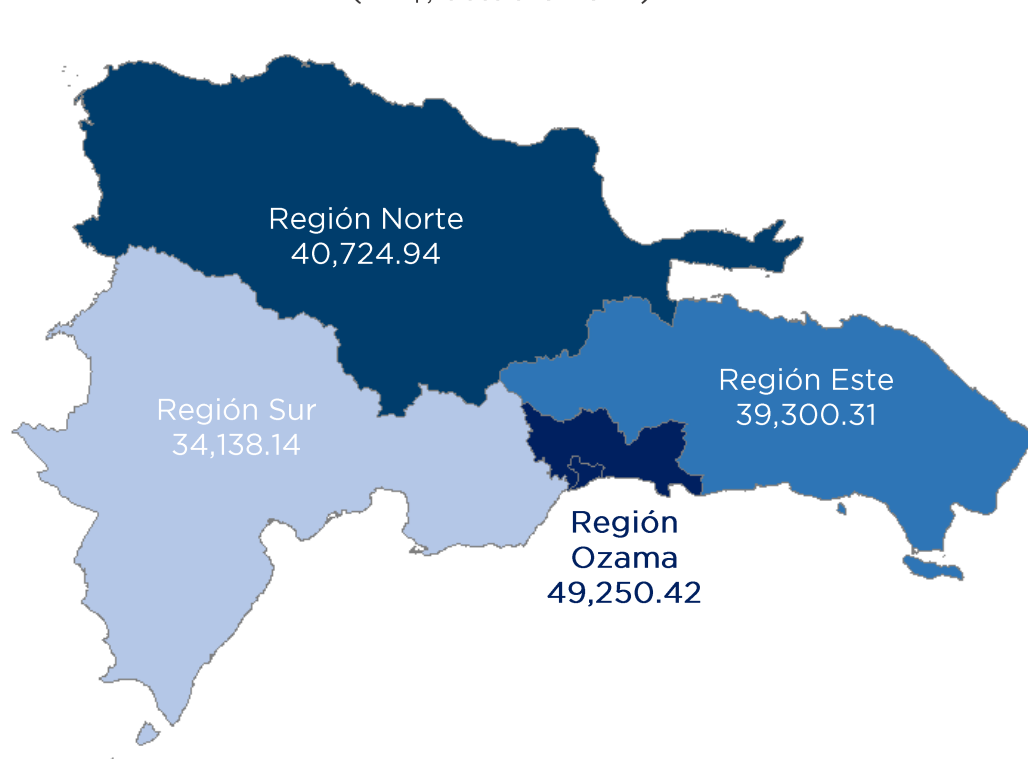 Región Norte
40,724.94
Región Este
39,300.31
Región Sur
34,138.14
Región
Ozama
49,250.42